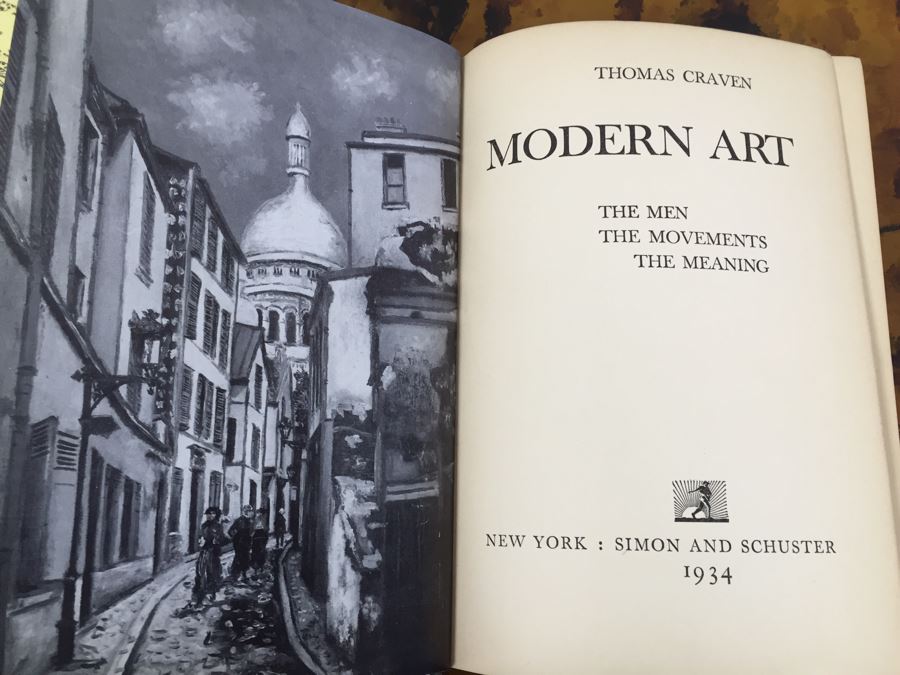 THOMAS CRAVEN
MODERN ART
THE MEN
THE MOVEMENTS
THE MEANING
NEW YORK : SIMON AND SCHUSTER
1934